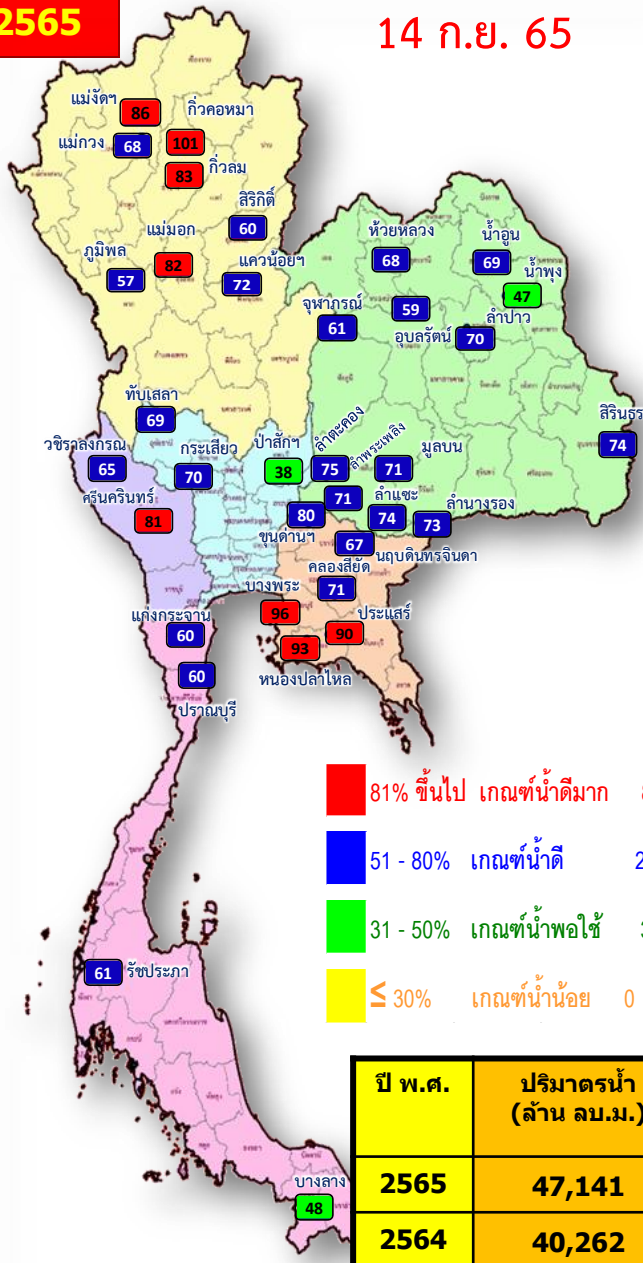 2565
14 ก.ย. 65
แม่งัดฯ
86
กิ่วคอหมา
101
แม่กวง
68
กิ่วลม
83
สิริกิติ์
60
แม่มอก
82
ภูมิพล
57
แควน้อยฯ
72
ห้วยหลวง
68
น้ำอูน
69
น้ำพุง
47
จุฬาภรณ์
61
59
อุบลรัตน์
ลำปาว
70
สิรินธร
74
ทับเสลา
69
วชิราลงกรณ
65
กระเสียว
70
ป่าสักฯ
38
ลำตะคอง
75
ลำพระเพลิง
71
มูลบน
71
ศรีนครินทร์
81
ขุนด่านฯ
80
ลำแซะ
74
ลำนางรอง
73
67
นฤบดินทรจินดา
คลองสียัด
71
บางพระ
96
ประแสร์
90
93
หนองปลาไหล
แก่งกระจาน
60
60
ปราณบุรี
81% ขึ้นไป เกณฑ์น้ำดีมาก
51 - 80% เกณฑ์น้ำดี 2
31 - 50% เกณฑ์น้ำพอใช้
≤ 30% เกณฑ์น้ำน้อย 0
61 รัชประภา
บางลาง
48
ปี พ.ศ. ปริมาตรน้ำ
(ล้าน ลบ.ม.)
2565 47,141
2564 40,262